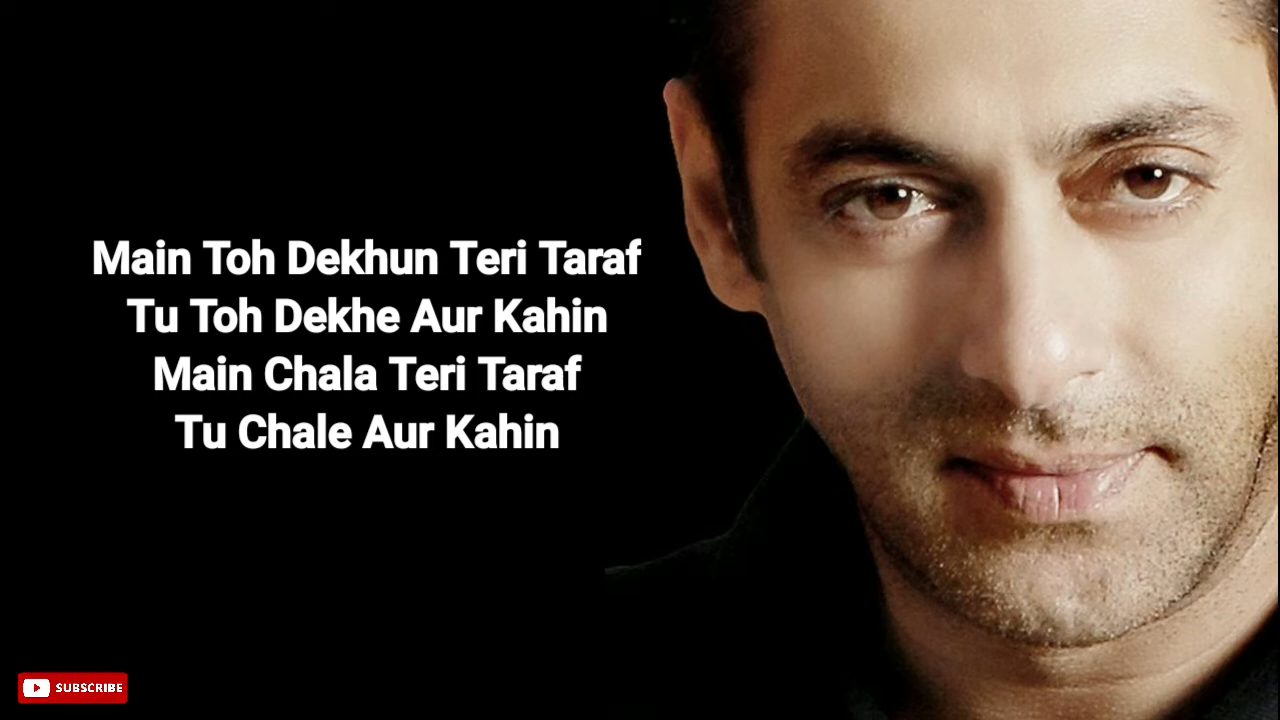 Main Toh Dekhun Teri Taraf
Tu Toh Dekhe Aur Kahin
Main Chala Teri Taraf
Tu Chale Aur Kahin
SUBSCRIBE